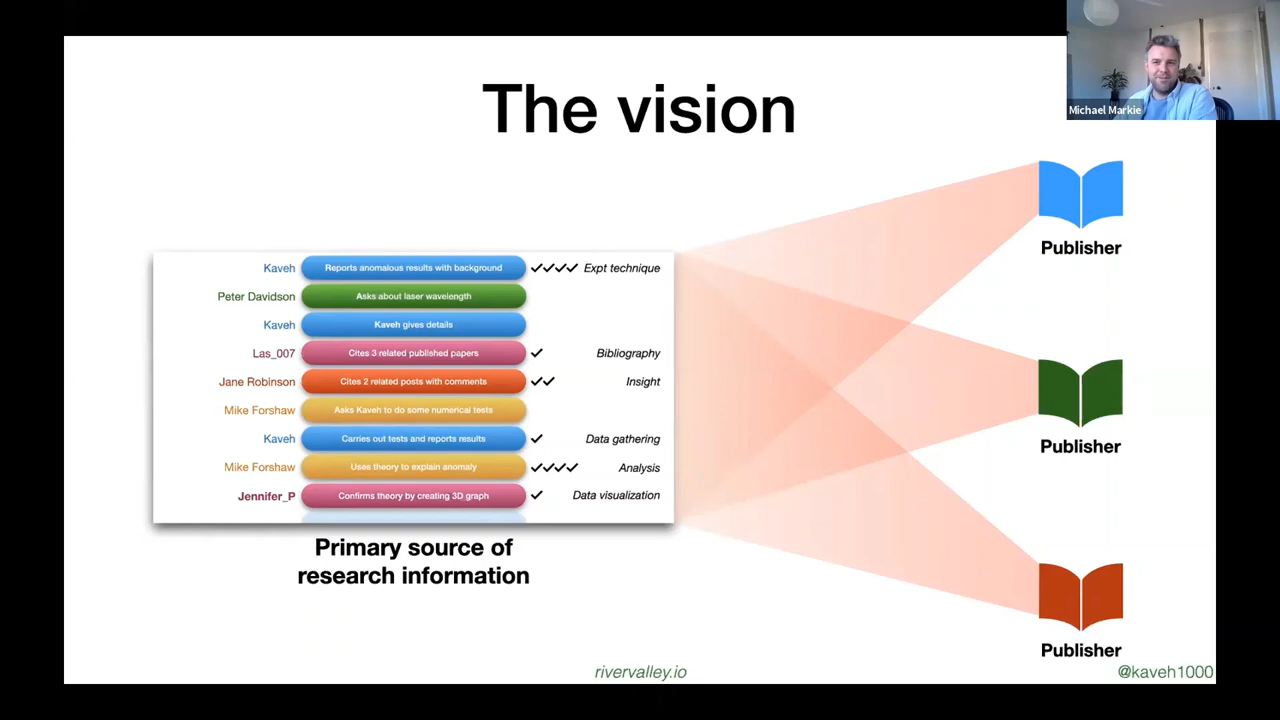 The vision
Michael Markie
Publisher
Kaveh Reports anomalous results with background ✓✓✓✓ Expt technique
Peter Davidson Asks about laser wavelength
Kaveh Kaveh gives details
Las_007 Cites 3 related published papers ✓ Bibliography
Jane Robinson Cites 2 related posts with comments ✓✓ Insight
Mike Forshaw Asks Kaveh to do some numerical tests
Kaveh Carries out tests and reports results ✓ Data gathering
Mike Forshaw Uses theory to explain anomaly ✓✓✓✓ Analysis
Jennifer_P Confirms theory by creating 3D graph ✓ Data visualization
Publisher
Primary source of
research information
Publisher
rivervalley.io
@kaveh1000